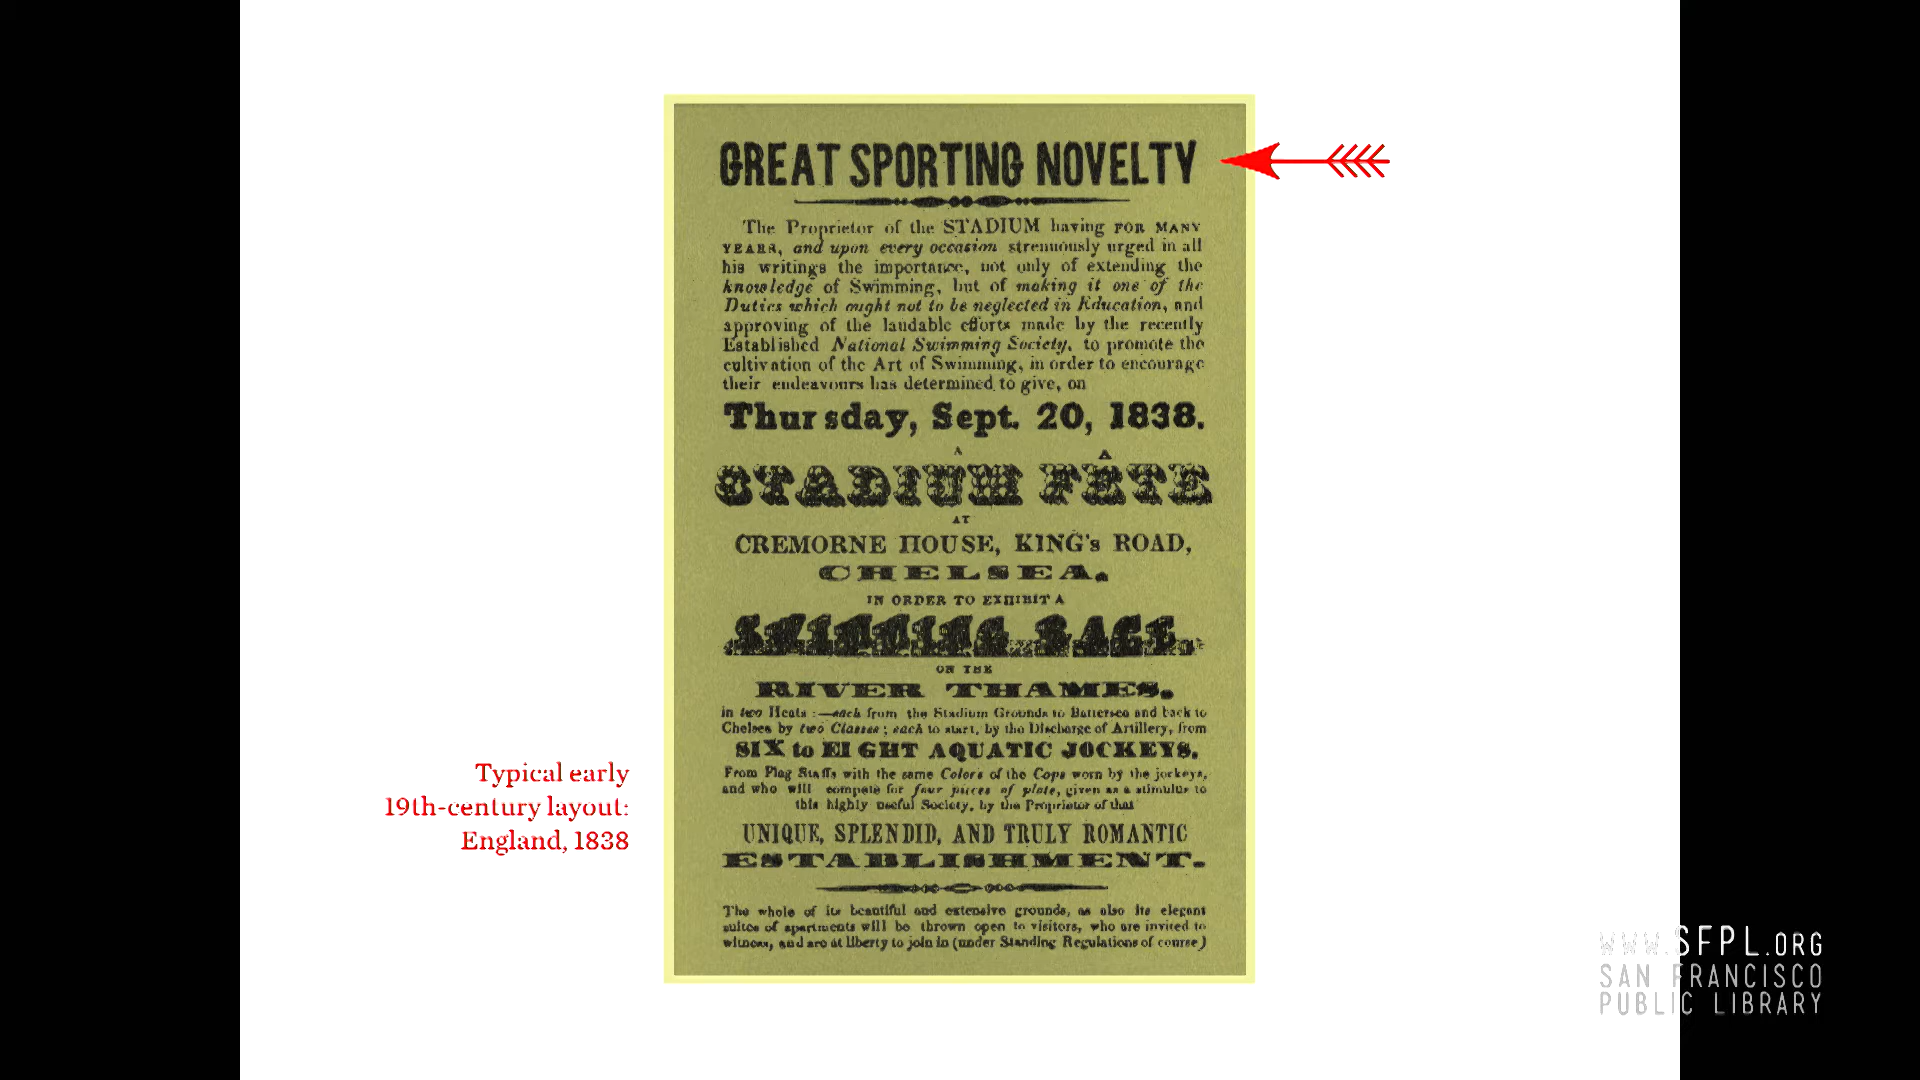 GREAT SPORTING NOVELTY
The Proprietor of the STADIUM having FOR MANY
YEARS, and upon every occasion strenuously urged in all
his writings the importance, not only of extending the
knowledge of Swimming, but of making it one of the
Duties which ought not to be neglected in Education, and
approving of the laudable efforts made by the recently
Established National Swimming Society, to promote the
cultivation of the Art of Swimming, in order to encourage
their endeavours has determined to give, on
Thursday, Sept. 20, 1838.
A
STADIUM FÊTE
AT
CREMORNE HOUSE, KING's ROAD,
CHELSEA.
IN ORDER TO EXHIBIT A
SWIMMING RACE,
ON THE
RIVER THAMES.
in two Heats :—each from the Stadium Grounds to Battersea and back to
Chelsea by two Classes ; each to start, by the Discharge of Artillery, from
SIX to EIGHT AQUATIC JOCKEYS.
From Flag Staffs with the same Colors of the Caps worn by the jockeys,
and who will compete for four pieces of plate, given as a stimulus to
this highly useful Society, by the Proprietor of that
UNIQUE, SPLENDID, AND TRULY ROMANTIC
ESTABLISHMENT.
The whole of its beautiful and extensive grounds, as also its elegant
suites of apartments will be thrown open to visitors, who are invited to
witness, and are at liberty to join in (under Standing Regulations of course)
Typical early
19th-century layout:
England, 1838
WWW.SFPL.ORG
SAN FRANCISCO
PUBLIC LIBRARY